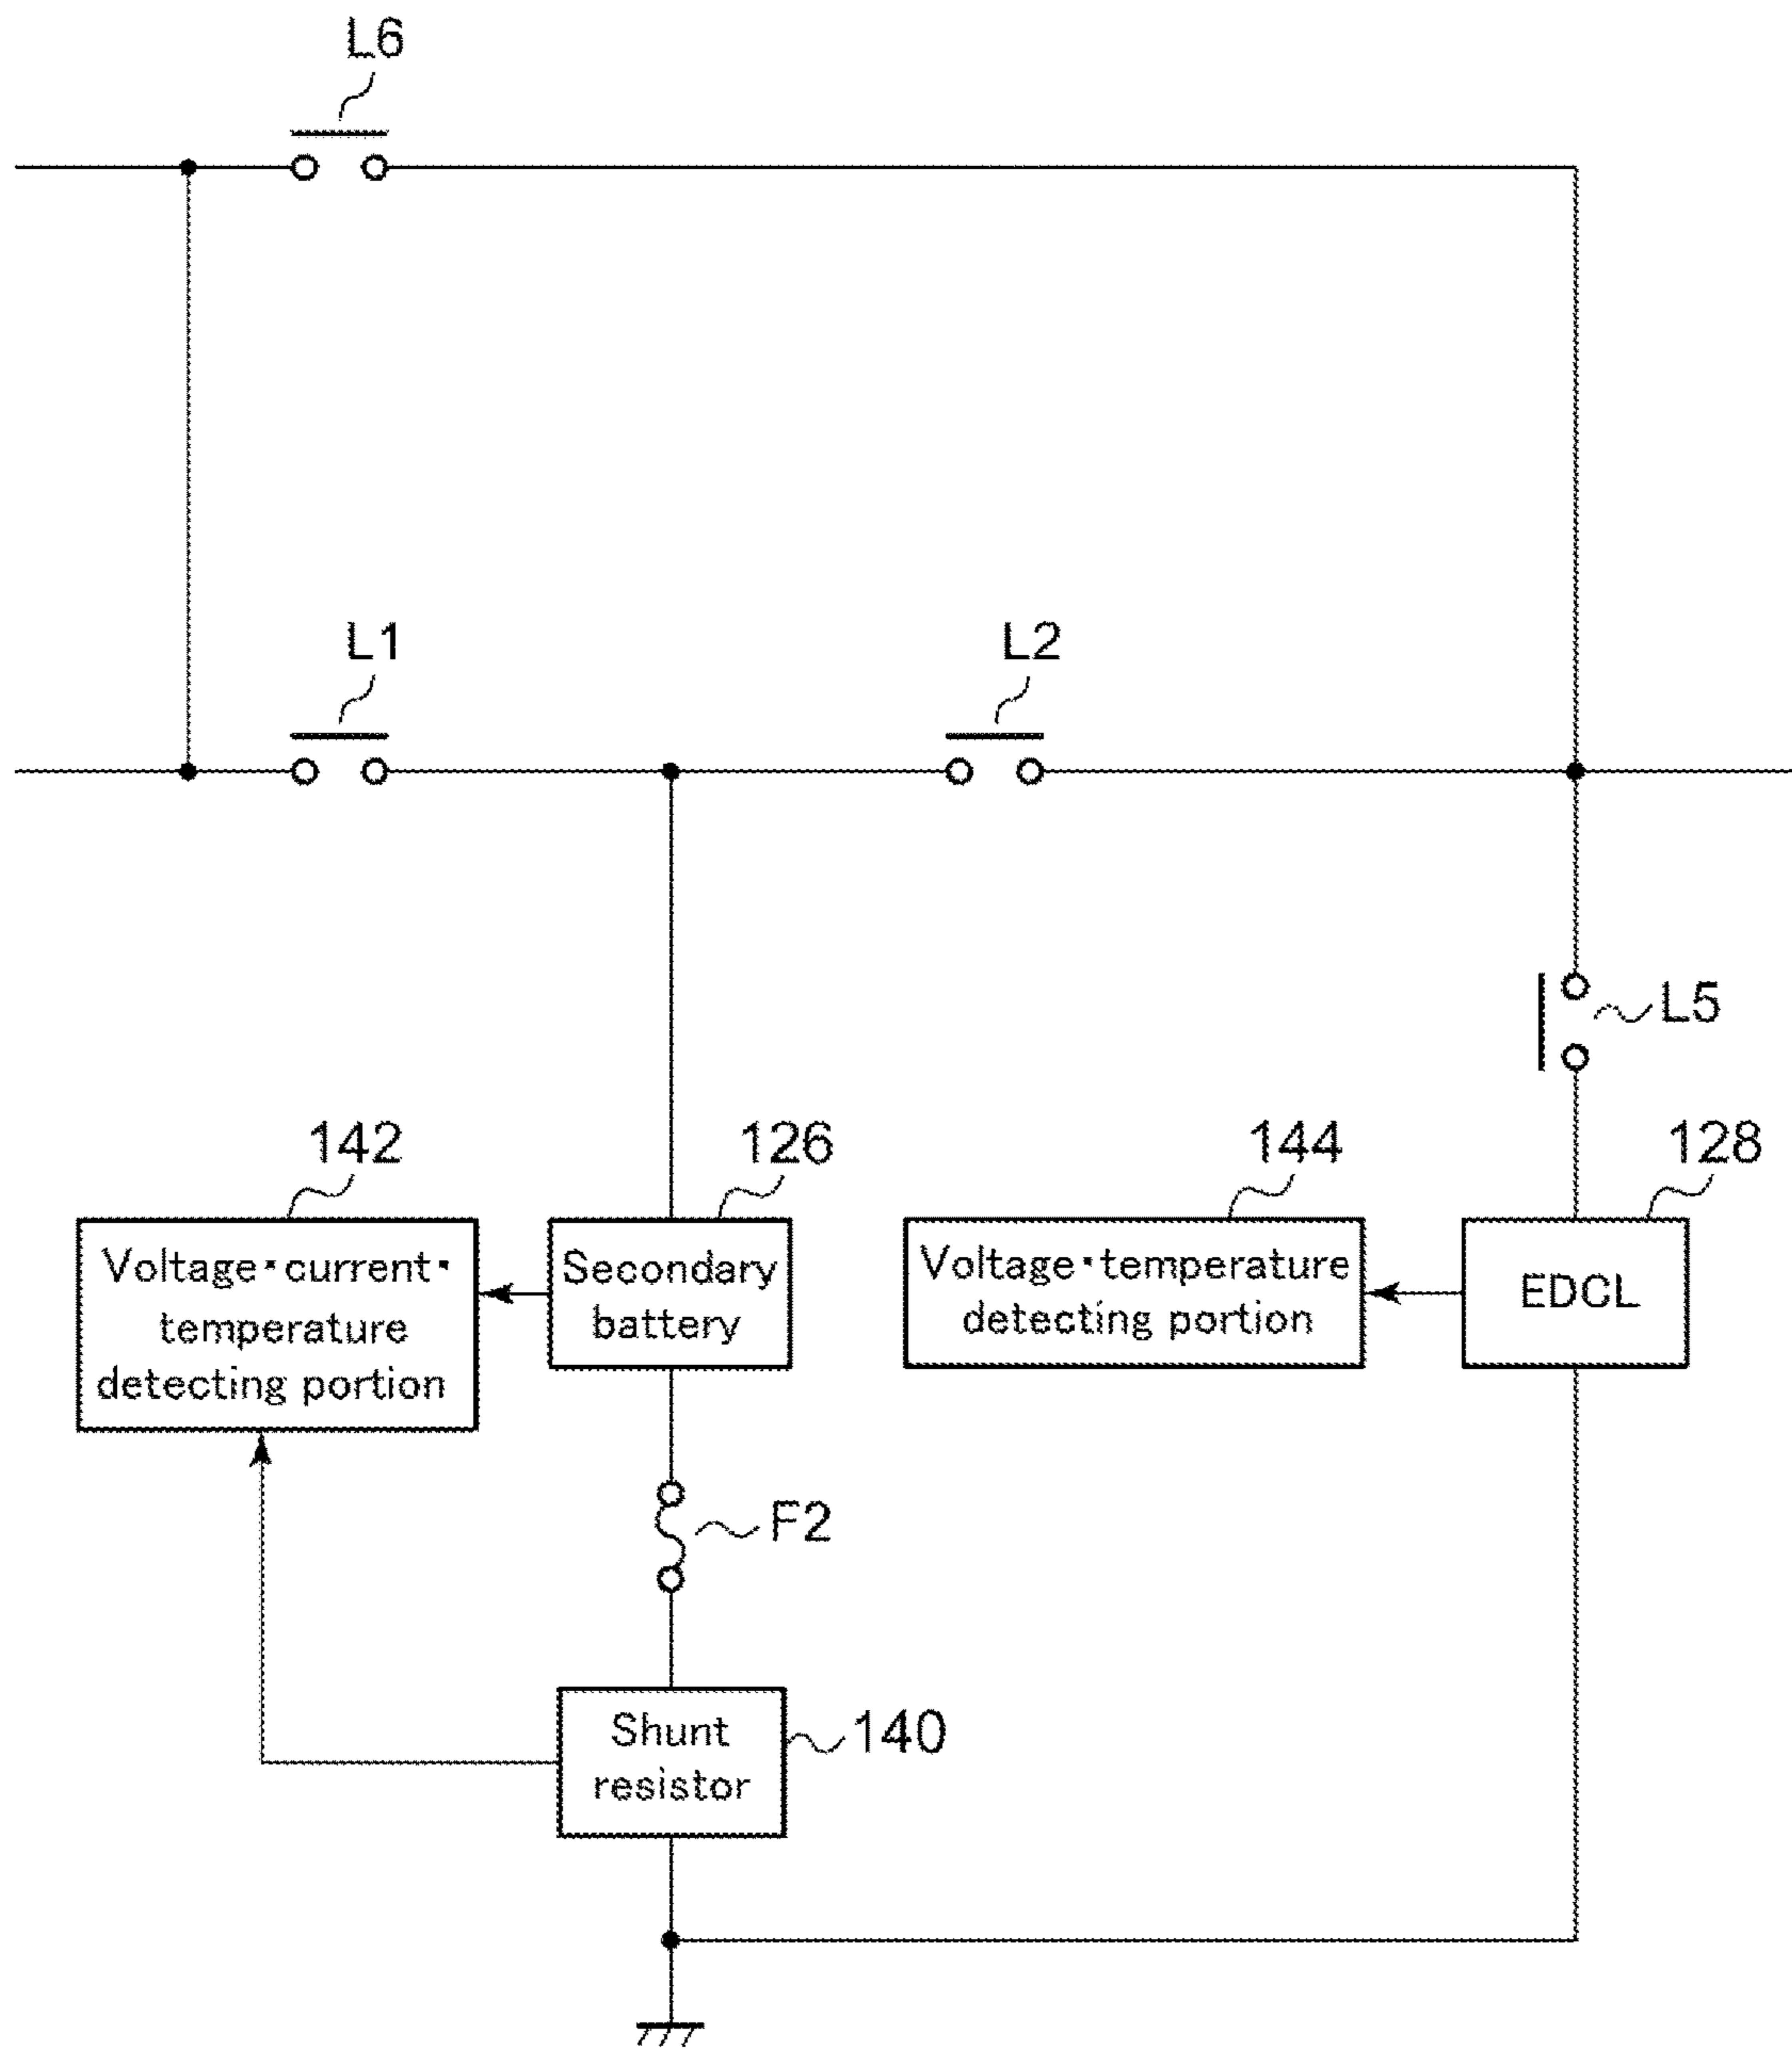 L6
L1
L2
L5
142
126
144
128
Voltage・current・
temperature
detecting portion
Secondary
battery
Voltage・temperature
detecting portion
EDCL
F2
Shunt
resistor
140